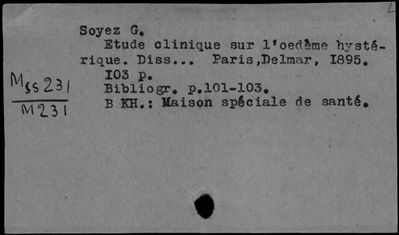 Soyez G.
Etude clinique sur l'oedème hysté-
rique. Diss... Paris,Delmar, 1895.
103 p.
Bibliogr. p.101-103.
В КН.: Maison spéciale de santé.
Mss 231
M231